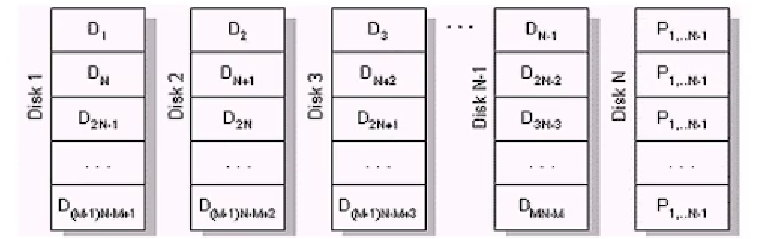 D1 D2 D3 ... DN-1 P1,..N-1
Disk 1 DN Disk 2 DN+1 Disk 3 DN+2 Disk N-1 D2N-2 Disk N P1,..N-1
D2N-1 D2N D2N+1 D3N-3 P1,..N-1
... ... ... ... ...
D(M-1)N-M+1 D(M-1)N-M+2 D(M-1)N-M+3 DMN-M P1,..N-1